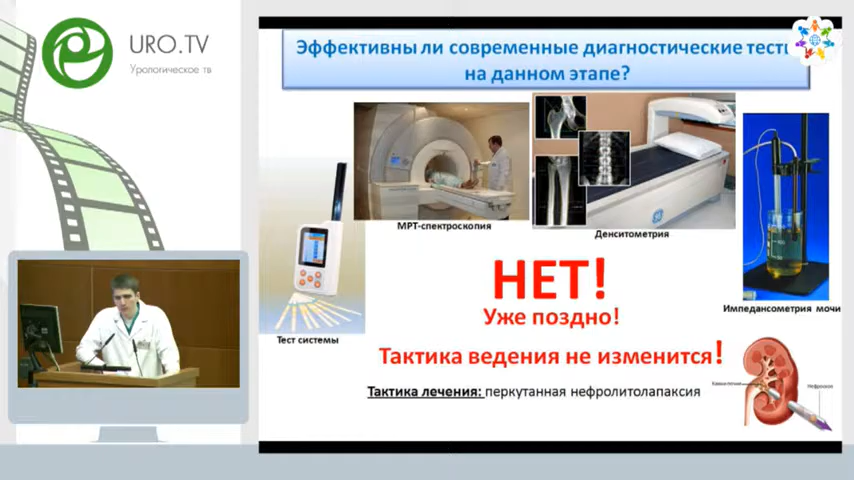 URO.TV
Урологическое тв
Эффективны ли современные диагностические тесты
на данном этапе?
МРТ-спектроскопия
Денситометрия
Импедансометрия мочи
Тест системы
НЕТ!
Уже поздно!
Тактика ведения не изменится!
Тактика лечения: перкутанная нефролитолапаксия